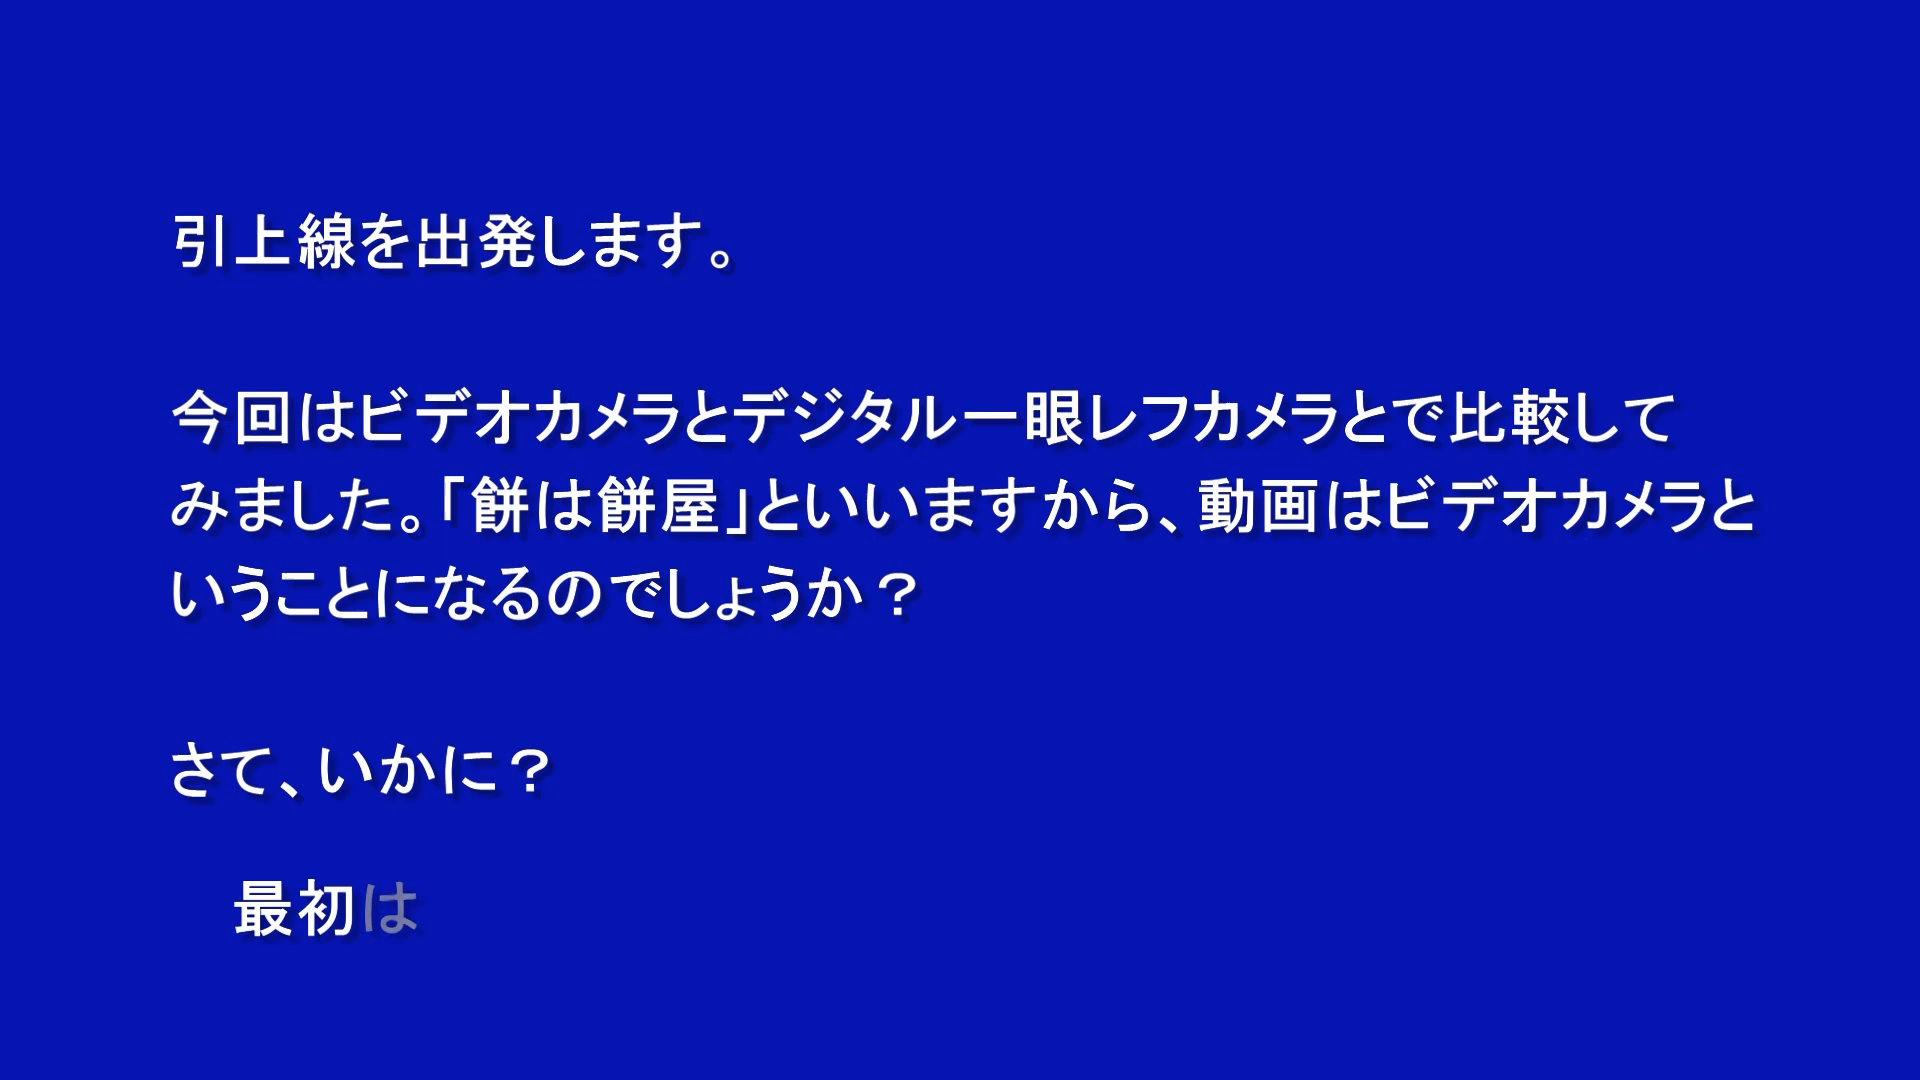 引上線を出発します。
今回はビデオカメラとデジタル一眼レフカメラとで比較して
みました。「餅は餅屋」といいますから、動画はビデオカメラと
いうことになるのでしょうか？
さて、いかに？
最初は